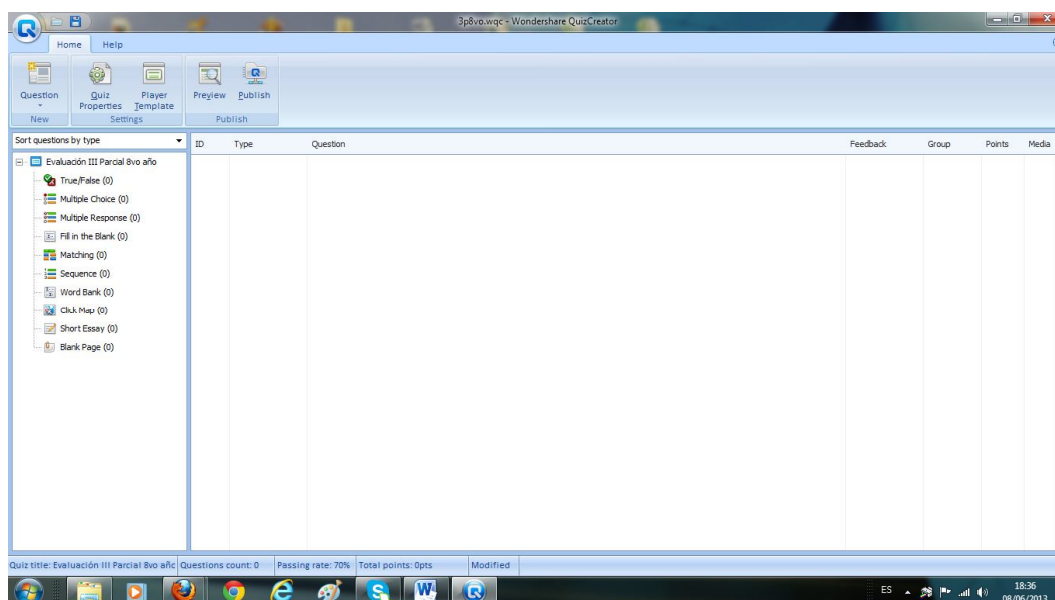 3p8vo.wqc - Wondershare QuizCreator
Home Help
Question Quiz Properties Player Template Preview Publish
New Settings Publish
Sort questions by type
ID Type Question Feedback Group Points Media
Evaluación III Parcial 8vo año
True/False (0)
Multiple Choice (0)
Multiple Response (0)
Fill in the Blank (0)
Matching (0)
Sequence (0)
Word Bank (0)
Click Map (0)
Short Essay (0)
Blank Page (0)
Quiz title: Evaluación III Parcial 8vo añc Questions count: 0 Passing rate: 70% Total points: 0pts Modified
ES 18:36
08/06/2013